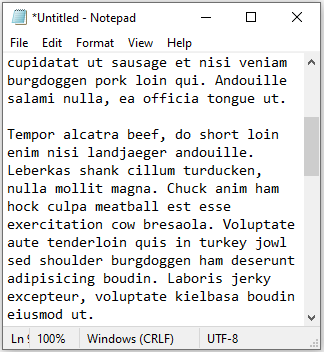 *Untitled - Notepad
File Edit Format View Help
cupidatat ut sausage et nisi veniam
burgdoggen pork loin qui. Andouille
salami nulla, ea officia tongue ut.
Tempor alcatra beef, do short loin
enim nisi landjaeger andouille.
Leberkas shank cillum turducken,
nulla mollit magna. Chuck anim ham
hock culpa meatball est esse
exercitation cow bresaola. Voluptate
aute tenderloin quis in turkey jowl
sed shoulder burgdoggen ham deserunt
adipisicing boudin. Laboris jerky
excepteur, voluptate kielbasa boudin
eiusmod ut.
Ln 100% Windows (CRLF) UTF-8